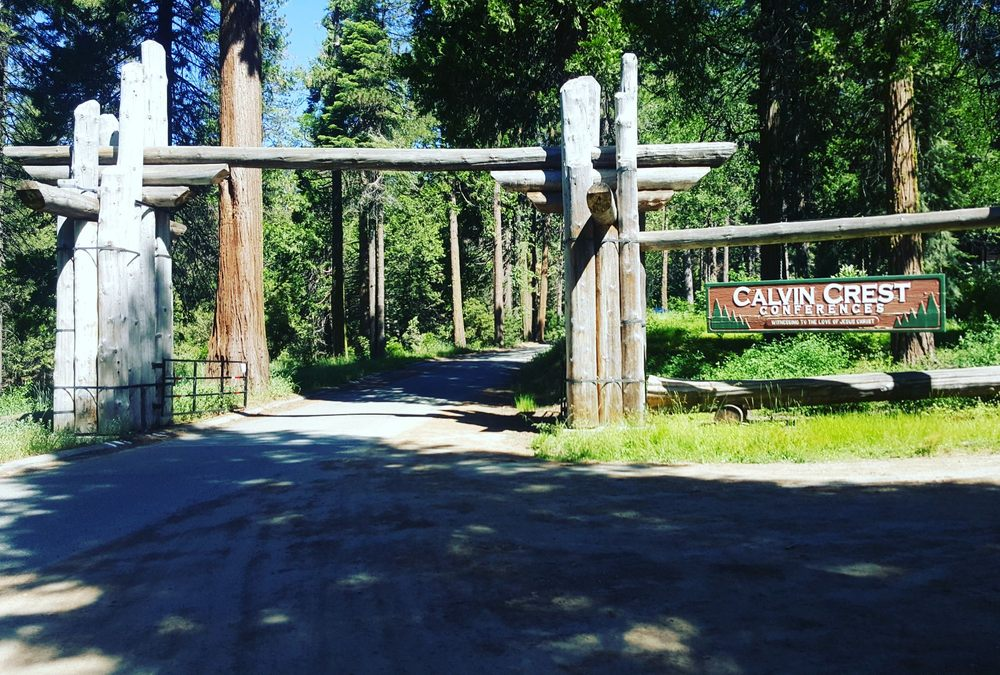 CALVIN CREST
CONFERENCES
WITNESSING TO THE LOVE OF JESUS CHRIST